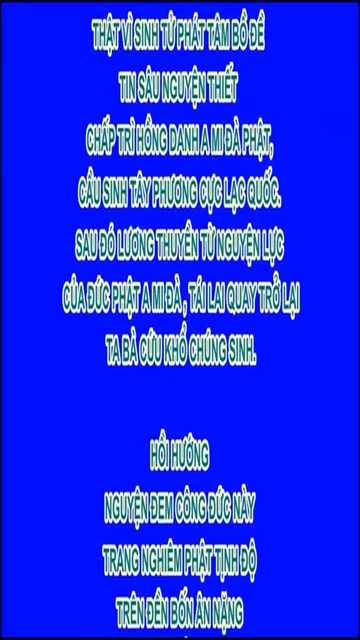 THẬT VÌ SINH TỬ PHÁT TÂM BỒ ĐỀ
TIN SÂU NGUYỆN THIẾT
CHẤP TRÌ HỒNG DANH A MI ĐÀ PHẬT,
CẦU SINH TÂY PHƯƠNG CỰC LẠC QUỐC.
SAU ĐÓ LƯƠNG THUYỀN TỪ NGUYỆN LỰC
CỦA ĐỨC PHẬT A MI ĐÀ , TÁI LAI QUAY TRỞ LẠI
TA BÀ CỨU KHỔ CHÚNG SINH.
HỒI HƯỚNG
NGUYỆN ĐEM CÔNG ĐỨC NÀY
TRANG NGHIÊM PHẬT TỊNH ĐỘ
TRÊN ĐỀN BỐN ÂN NẶNG